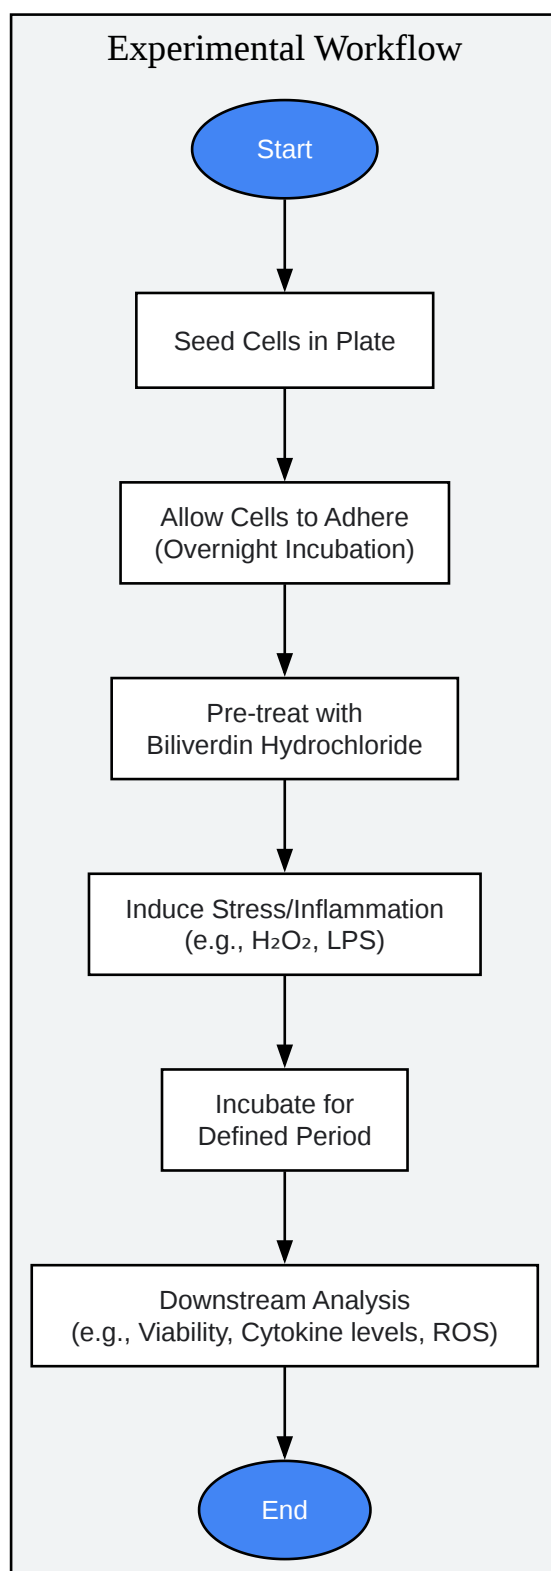 Experimental Workflow
Start
Seed Cells in Plate
Allow Cells to Adhere
(Overnight Incubation)
Pre-treat with
Biliverdin Hydrochloride
Induce Stress/Inflammation
(e.g., H₂O₂, LPS)
Incubate for
Defined Period
Downstream Analysis
(e.g., Viability, Cytokine levels, ROS)
End